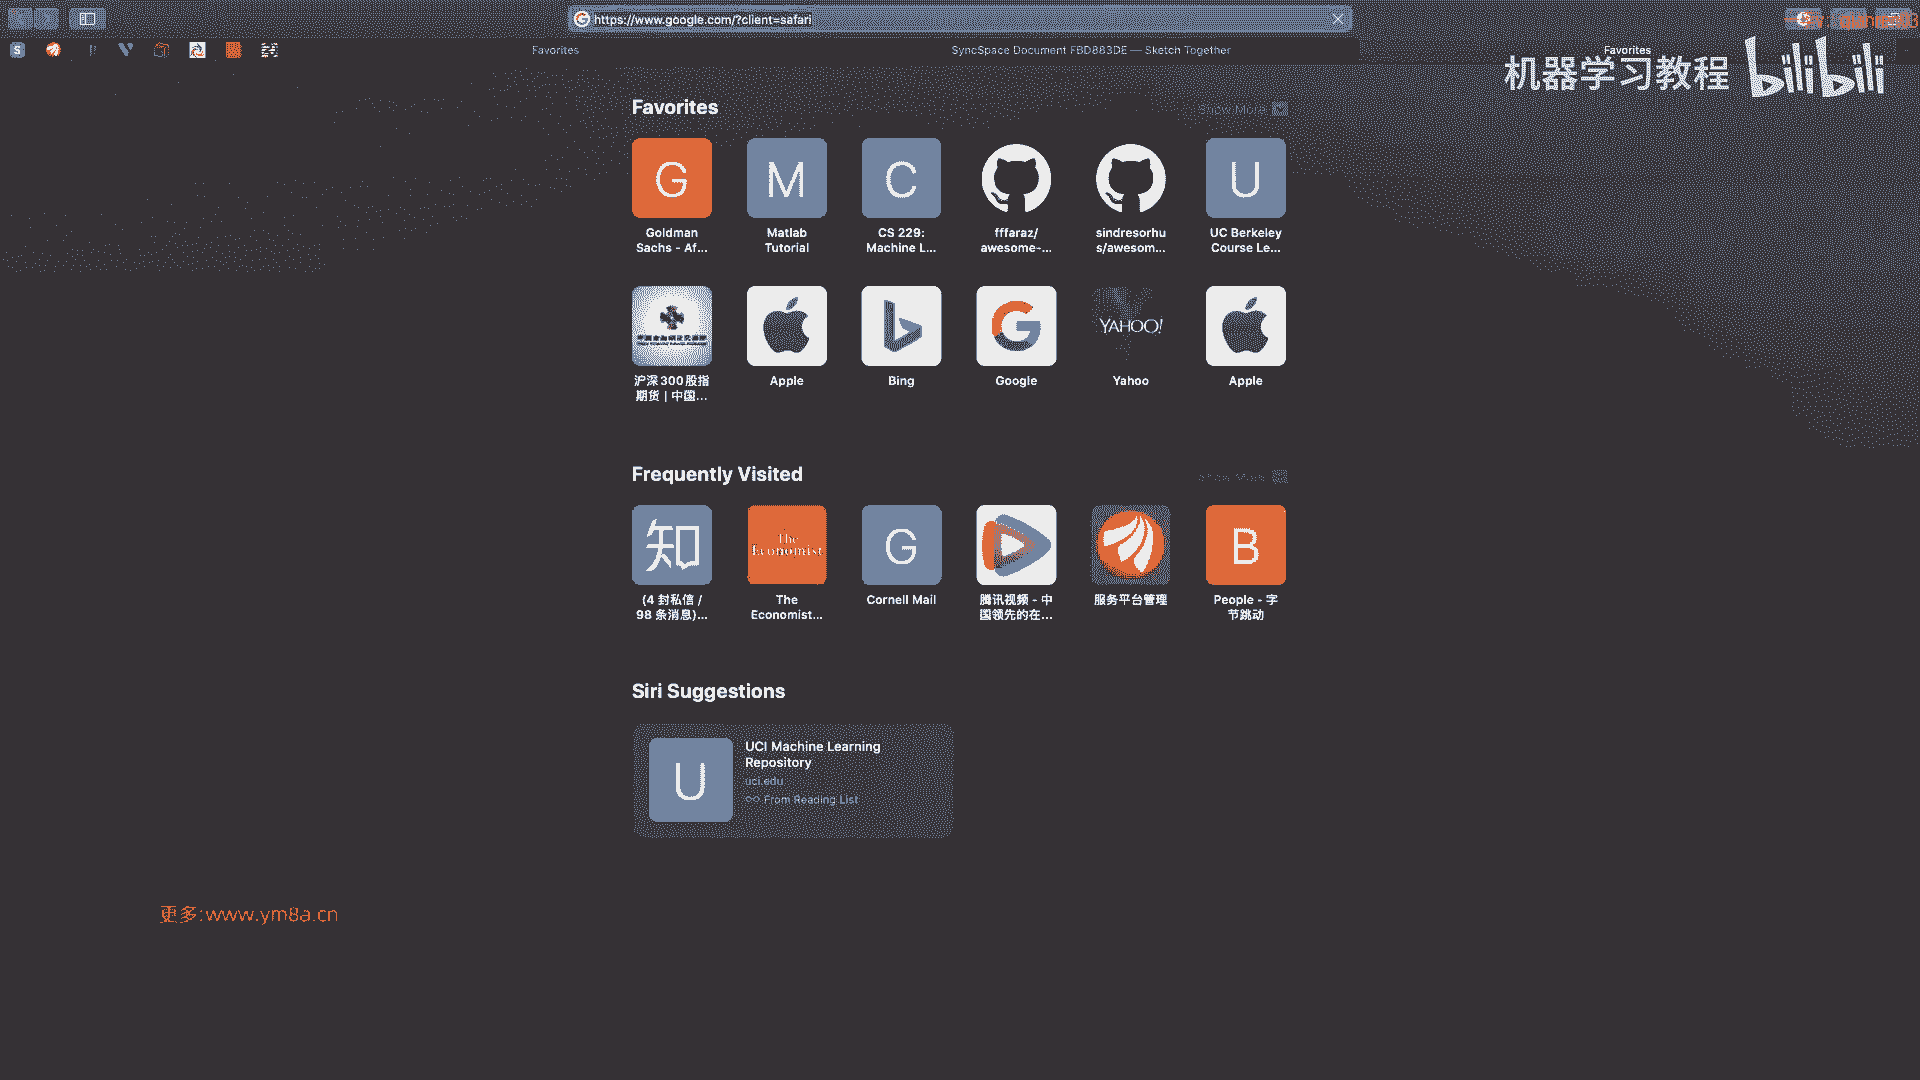 https://www.google.com/?client=safari
S
Favorites
SyncSpace Document FBD883DE — Sketch Together
Favorites
机器学习教程 bilibili
Favorites
Show More
G
M
C
U
Goldman
Sachs - Af...
Matlab
Tutorial
CS 229:
Machine L...
fffaraz/
awesome-...
sindresorhu
s/awesom...
UC Berkeley
Course Le...
YAHOO!
沪深300股指
期货 | 中国...
Apple
Bing
Google
Yahoo
Apple
Frequently Visited
Show More
知
The
Economist
G
B
(4 封私信 /
98 条消息)...
The
Economist...
Cornell Mail
腾讯视频 - 中
国领先的在...
服务平台管理
People - 字
节跳动
Siri Suggestions
U
UCI Machine Learning
Repository
uci.edu
From Reading List
更多:www.ym8a.cn